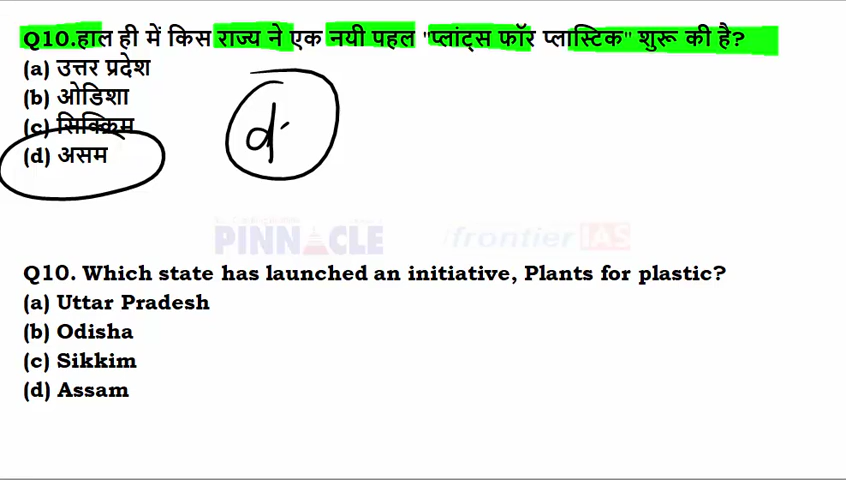 Q10.हाल ही में किस राज्य ने एक नयी पहल "प्लांट्स फॉर प्लास्टिक" शुरू की है?
(a) उत्तर प्रदेश
(b) ओडिशा
(c) सिक्किम
(d) असम
d
PINNACLE frontier IAS
Q10. Which state has launched an initiative, Plants for plastic?
(a) Uttar Pradesh
(b) Odisha
(c) Sikkim
(d) Assam